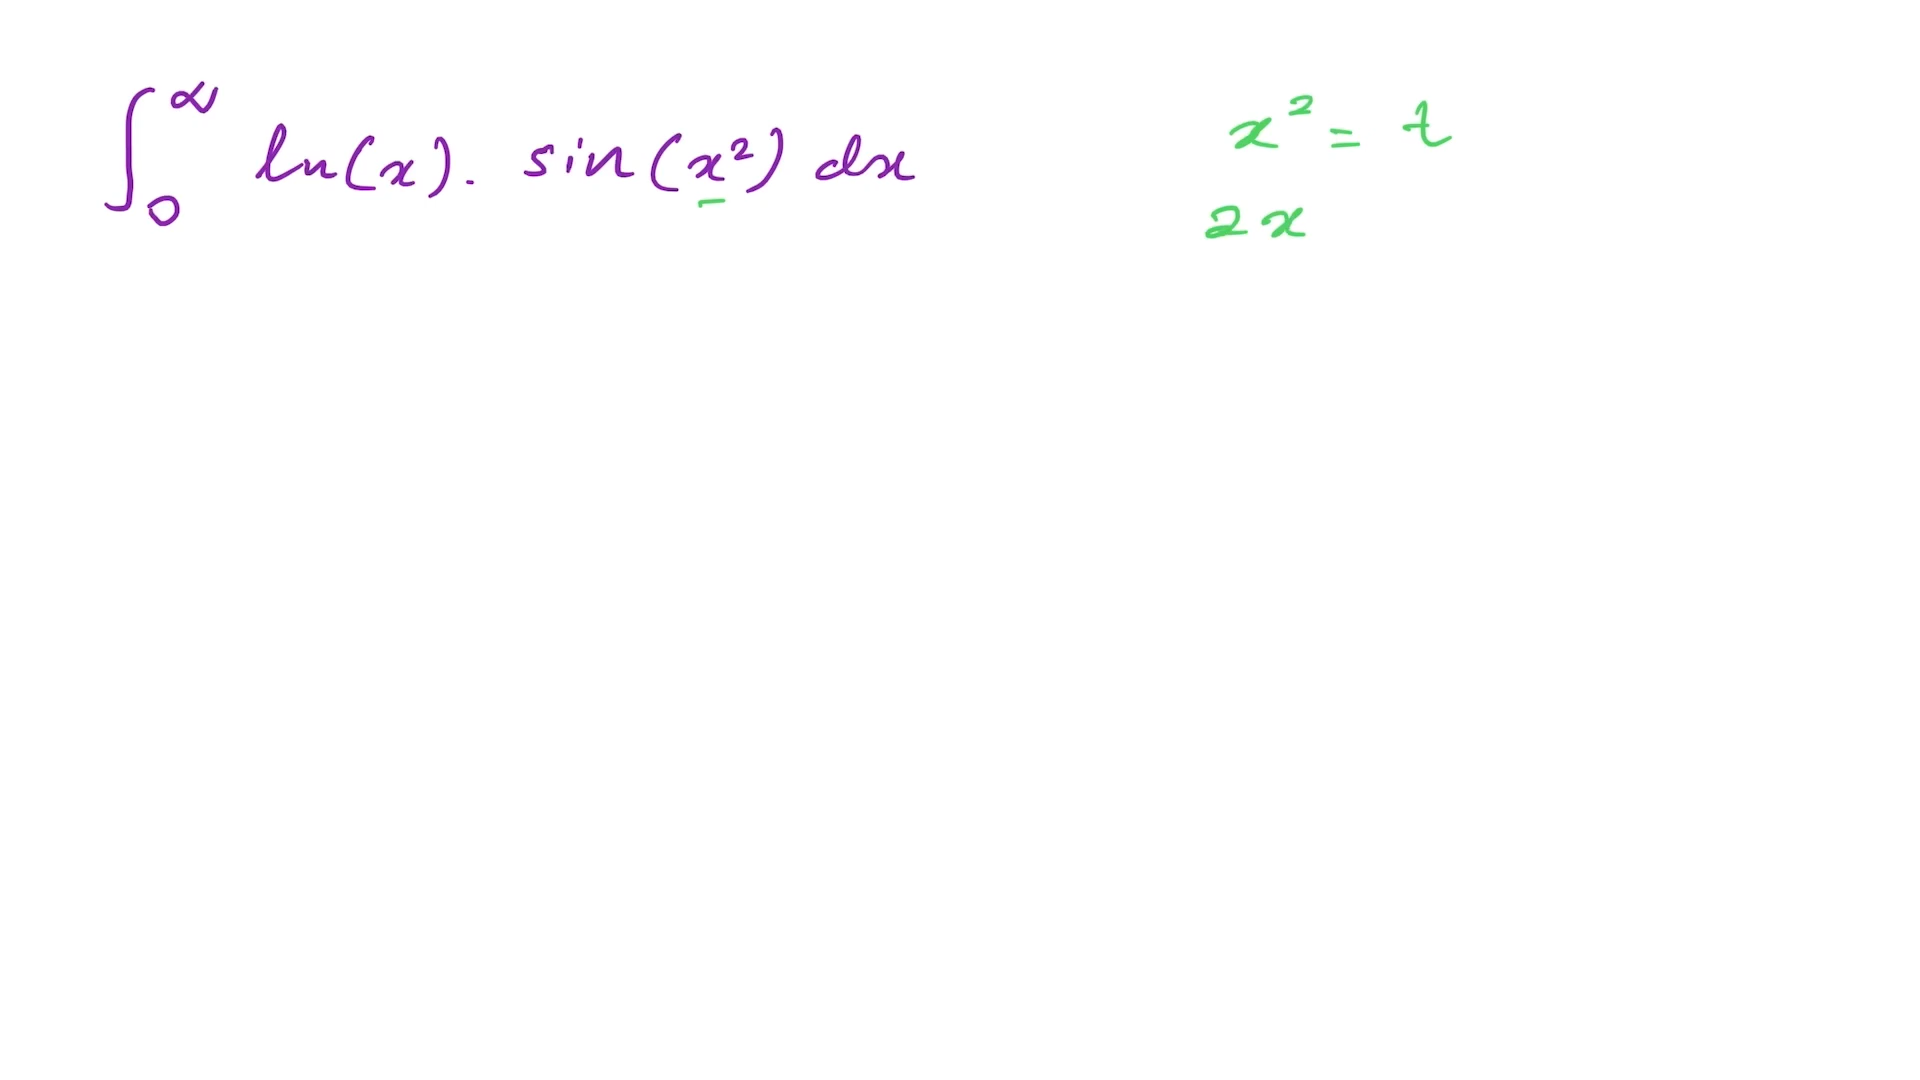 ∫₀^∞ ln(x). sin(x²) dx
x² = t
2x